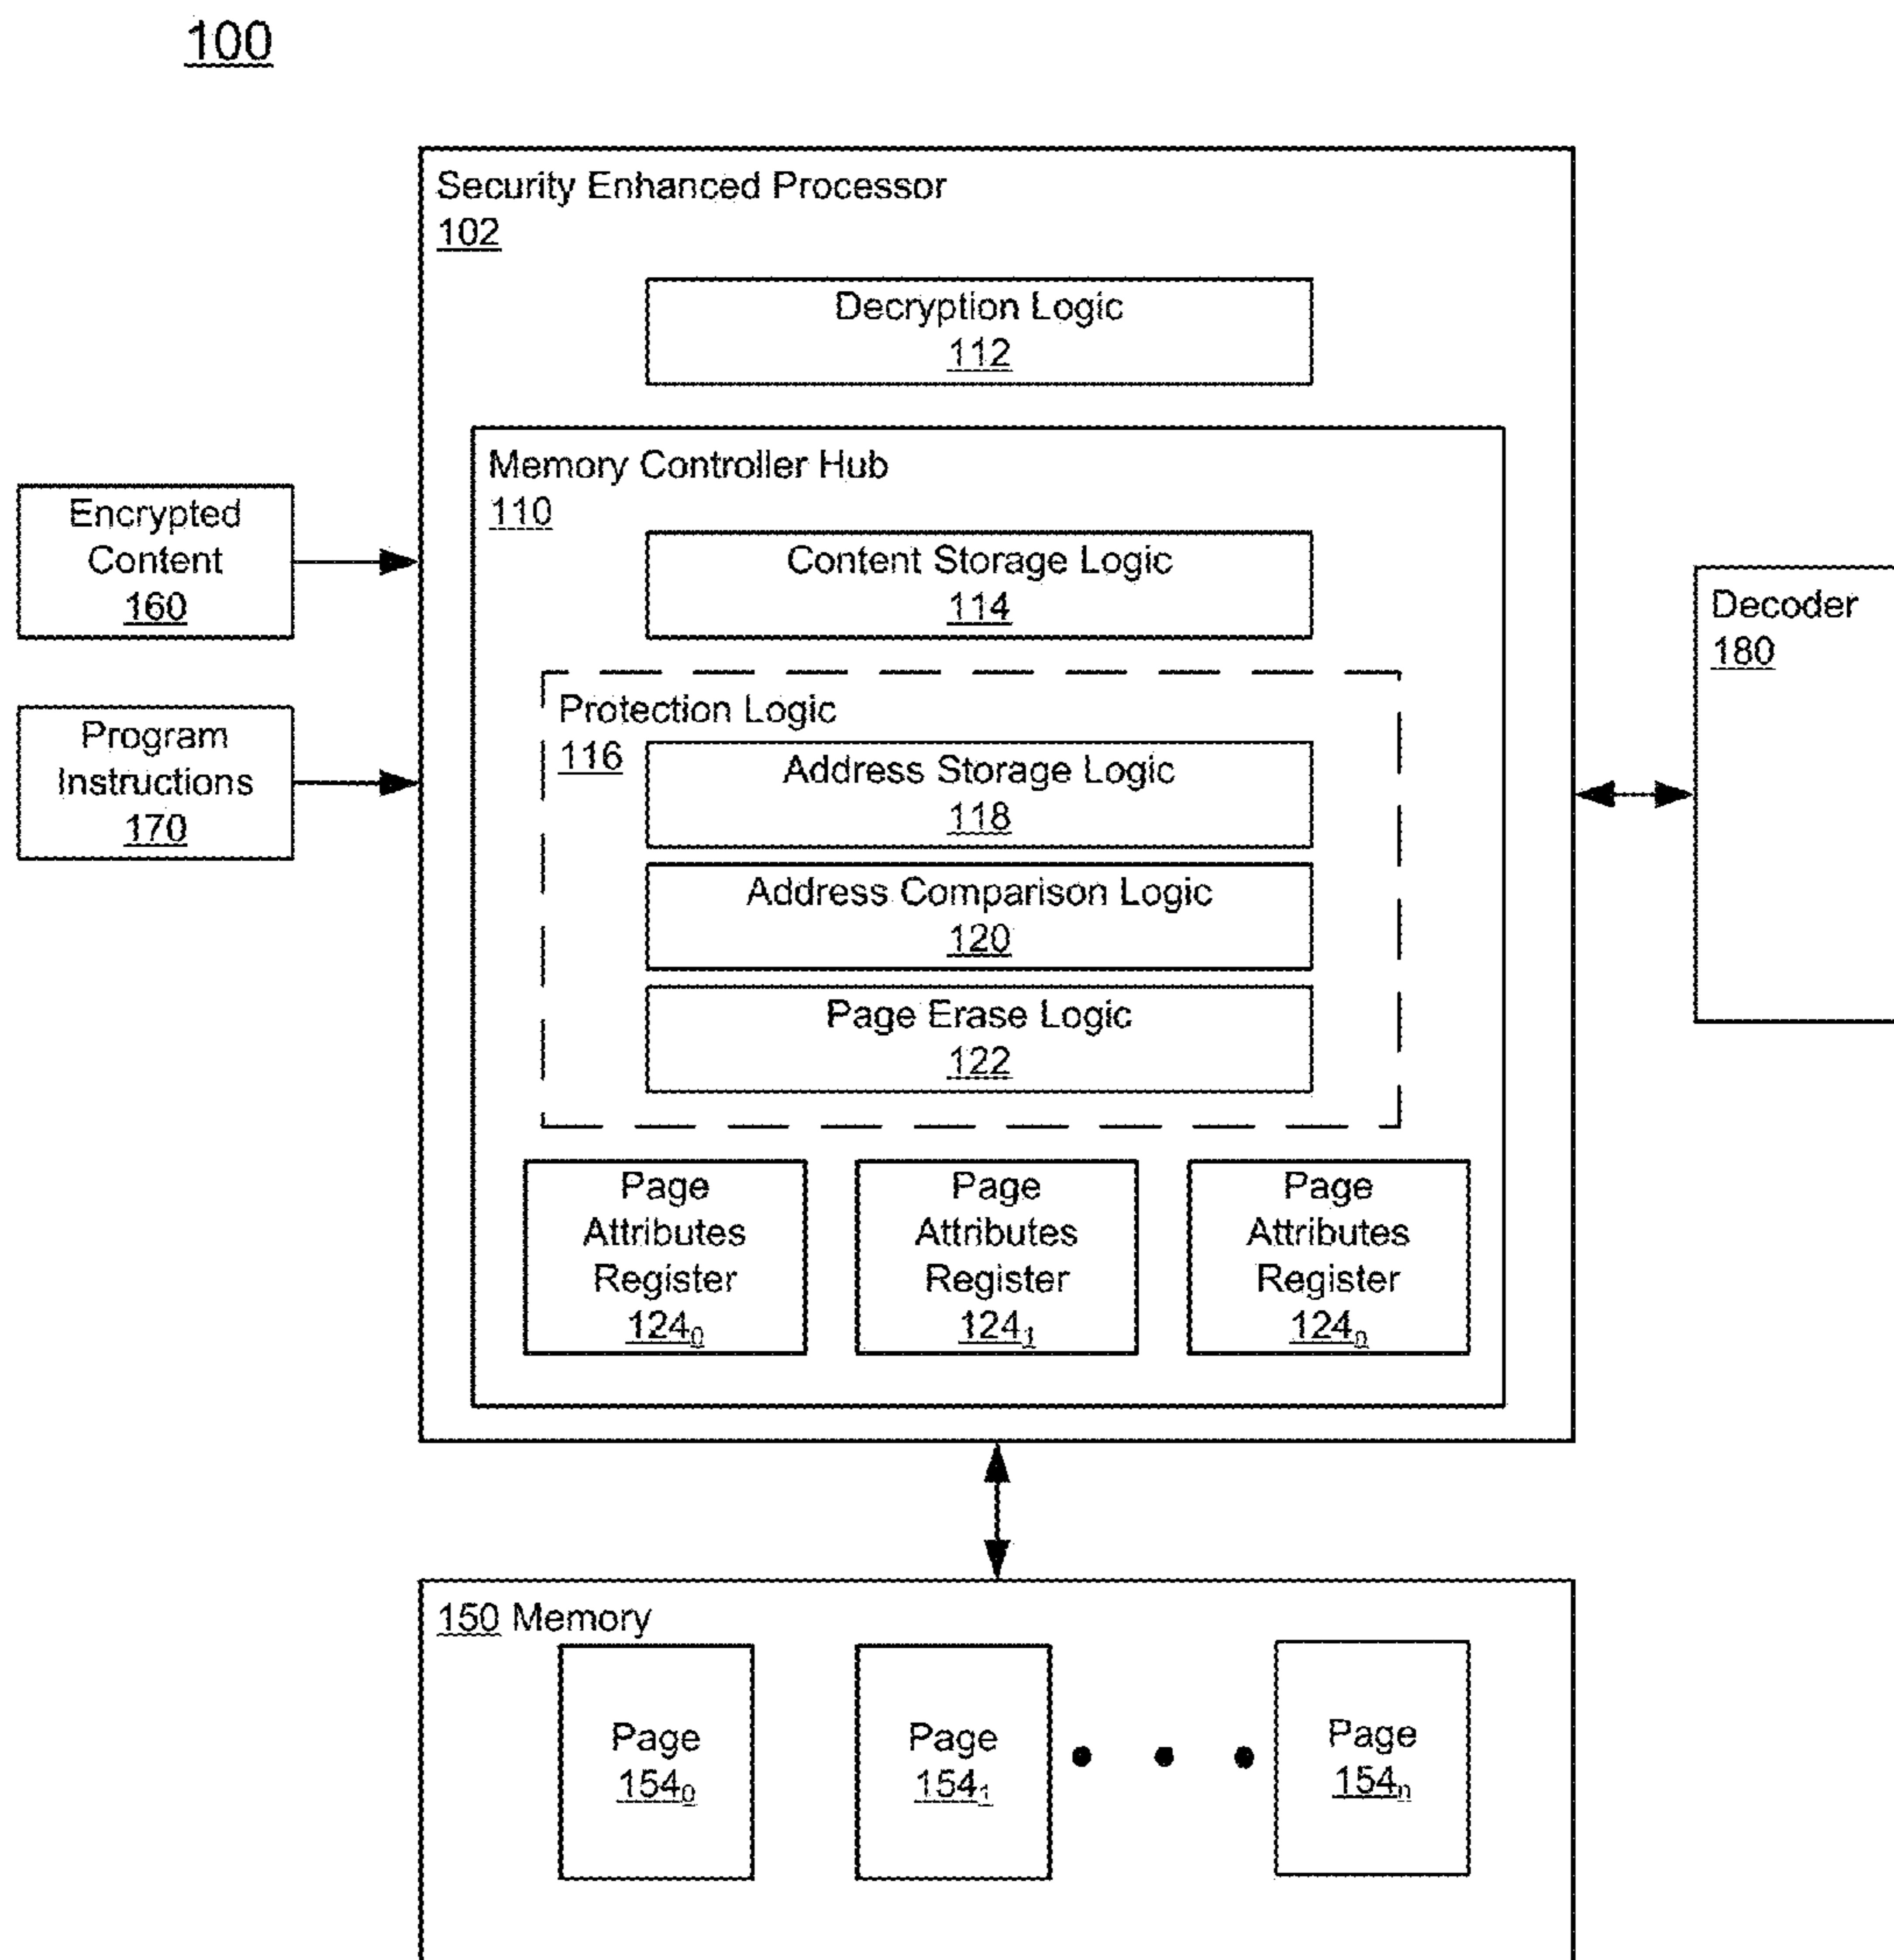 100
Security Enhanced Processor
102
Decryption Logic
112
Memory Controller Hub
110
Encrypted
Content
160
Content Storage Logic
114
Decoder
180
Program
Instructions
170
Protection Logic
116
Address Storage Logic
118
Address Comparison Logic
120
Page Erase Logic
122
Page
Attributes
Register
124₀
Page
Attributes
Register
124₁
Page
Attributes
Register
124ₙ
150 Memory
Page
154₀
Page
154₁
• • •
Page
154ₙ